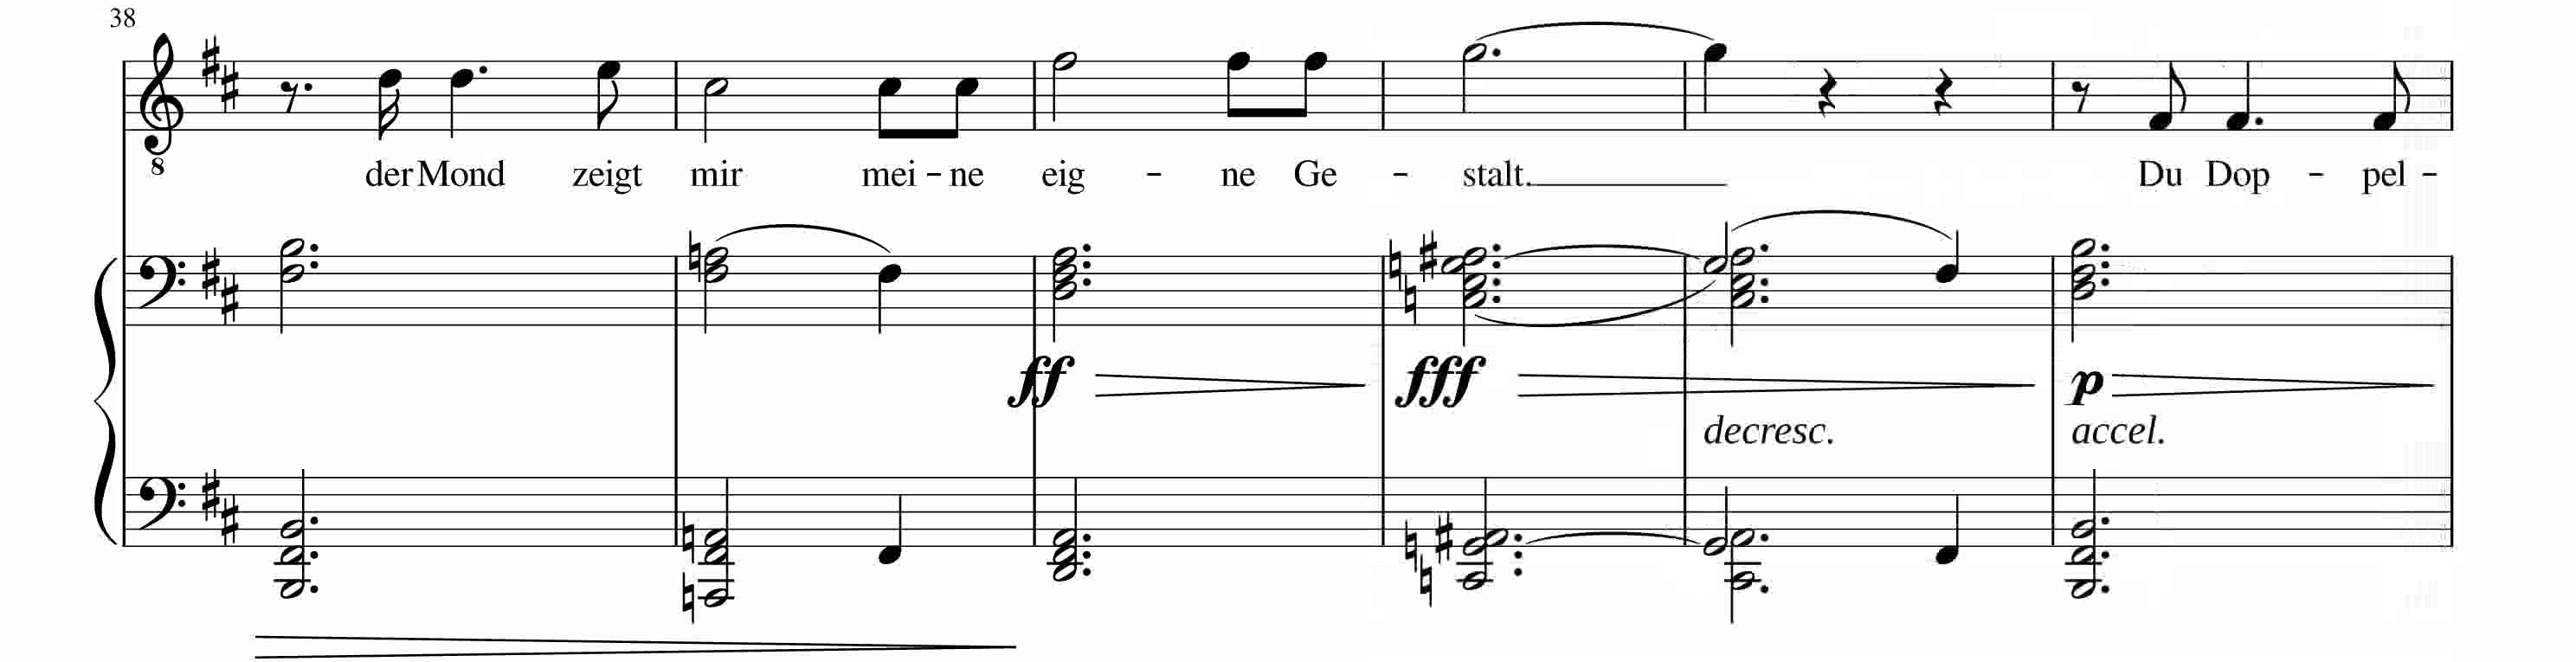 38
8
der Mond zeigt mir mei - ne eig - ne Ge - stalt. Du Dop - pel -
ff fff p
decresc. accel.